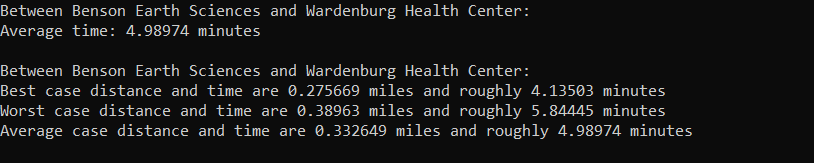 Between Benson Earth Sciences and Wardenburg Health Center:
Average time: 4.98974 minutes
Between Benson Earth Sciences and Wardenburg Health Center:
Best case distance and time are 0.275669 miles and roughly 4.13503 minutes
Worst case distance and time are 0.38963 miles and roughly 5.84445 minutes
Average case distance and time are 0.332649 miles and roughly 4.98974 minutes